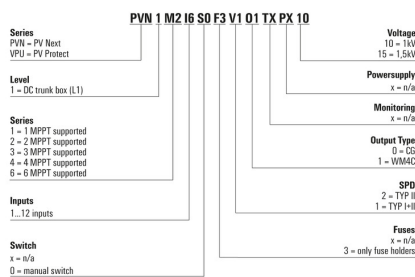 PVN 1 M2 I6 S0 F3 V1 O1 TX PX 10
Series
PVN = PV Next
VPU = PV Protect
Level
1 = DC trunk box (L1)
Series
1 = 1 MPPT supported
2 = 2 MPPT supported
3 = 3 MPPT supported
4 = 4 MPPT supported
6 = 6 MPPT supported
Inputs
1...12 inputs
Switch
x = n/a
0 = manual switch
Voltage
10 = 1kV
15 = 1,5kV
Powersupply
x = n/a
Monitoring
x = n/a
Output Type
0 = CG
1 = WM4C
SPD
2 = TYP II
1 = TYP I+II
Fuses
x = n/a
3 = only fuse holders